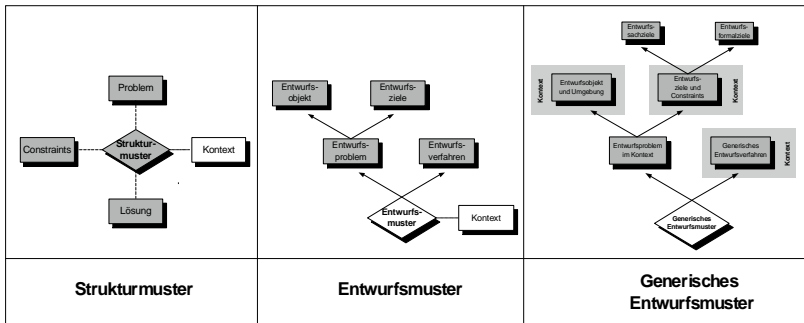 Problem
Constraints
Struktur-
muster
Kontext
Lösung
Strukturmuster
Entwurfs-
objekt
Entwurfs-
ziele
Entwurfs-
problem
Entwurfs-
verfahren
Entwurfs-
muster
Kontext
Entwurfsmuster
Entwurfs-
sachziele
Entwurfs-
formalziele
Kontext
Entwurfsobjekt
und Umgebung
Entwurfs-
ziele und
Constraints
Kontext
Entwurfsproblem
im Kontext
Generisches
Entwurfsverfahren
Kontext
Generisches
Entwurfsmuster
Generisches
Entwurfsmuster